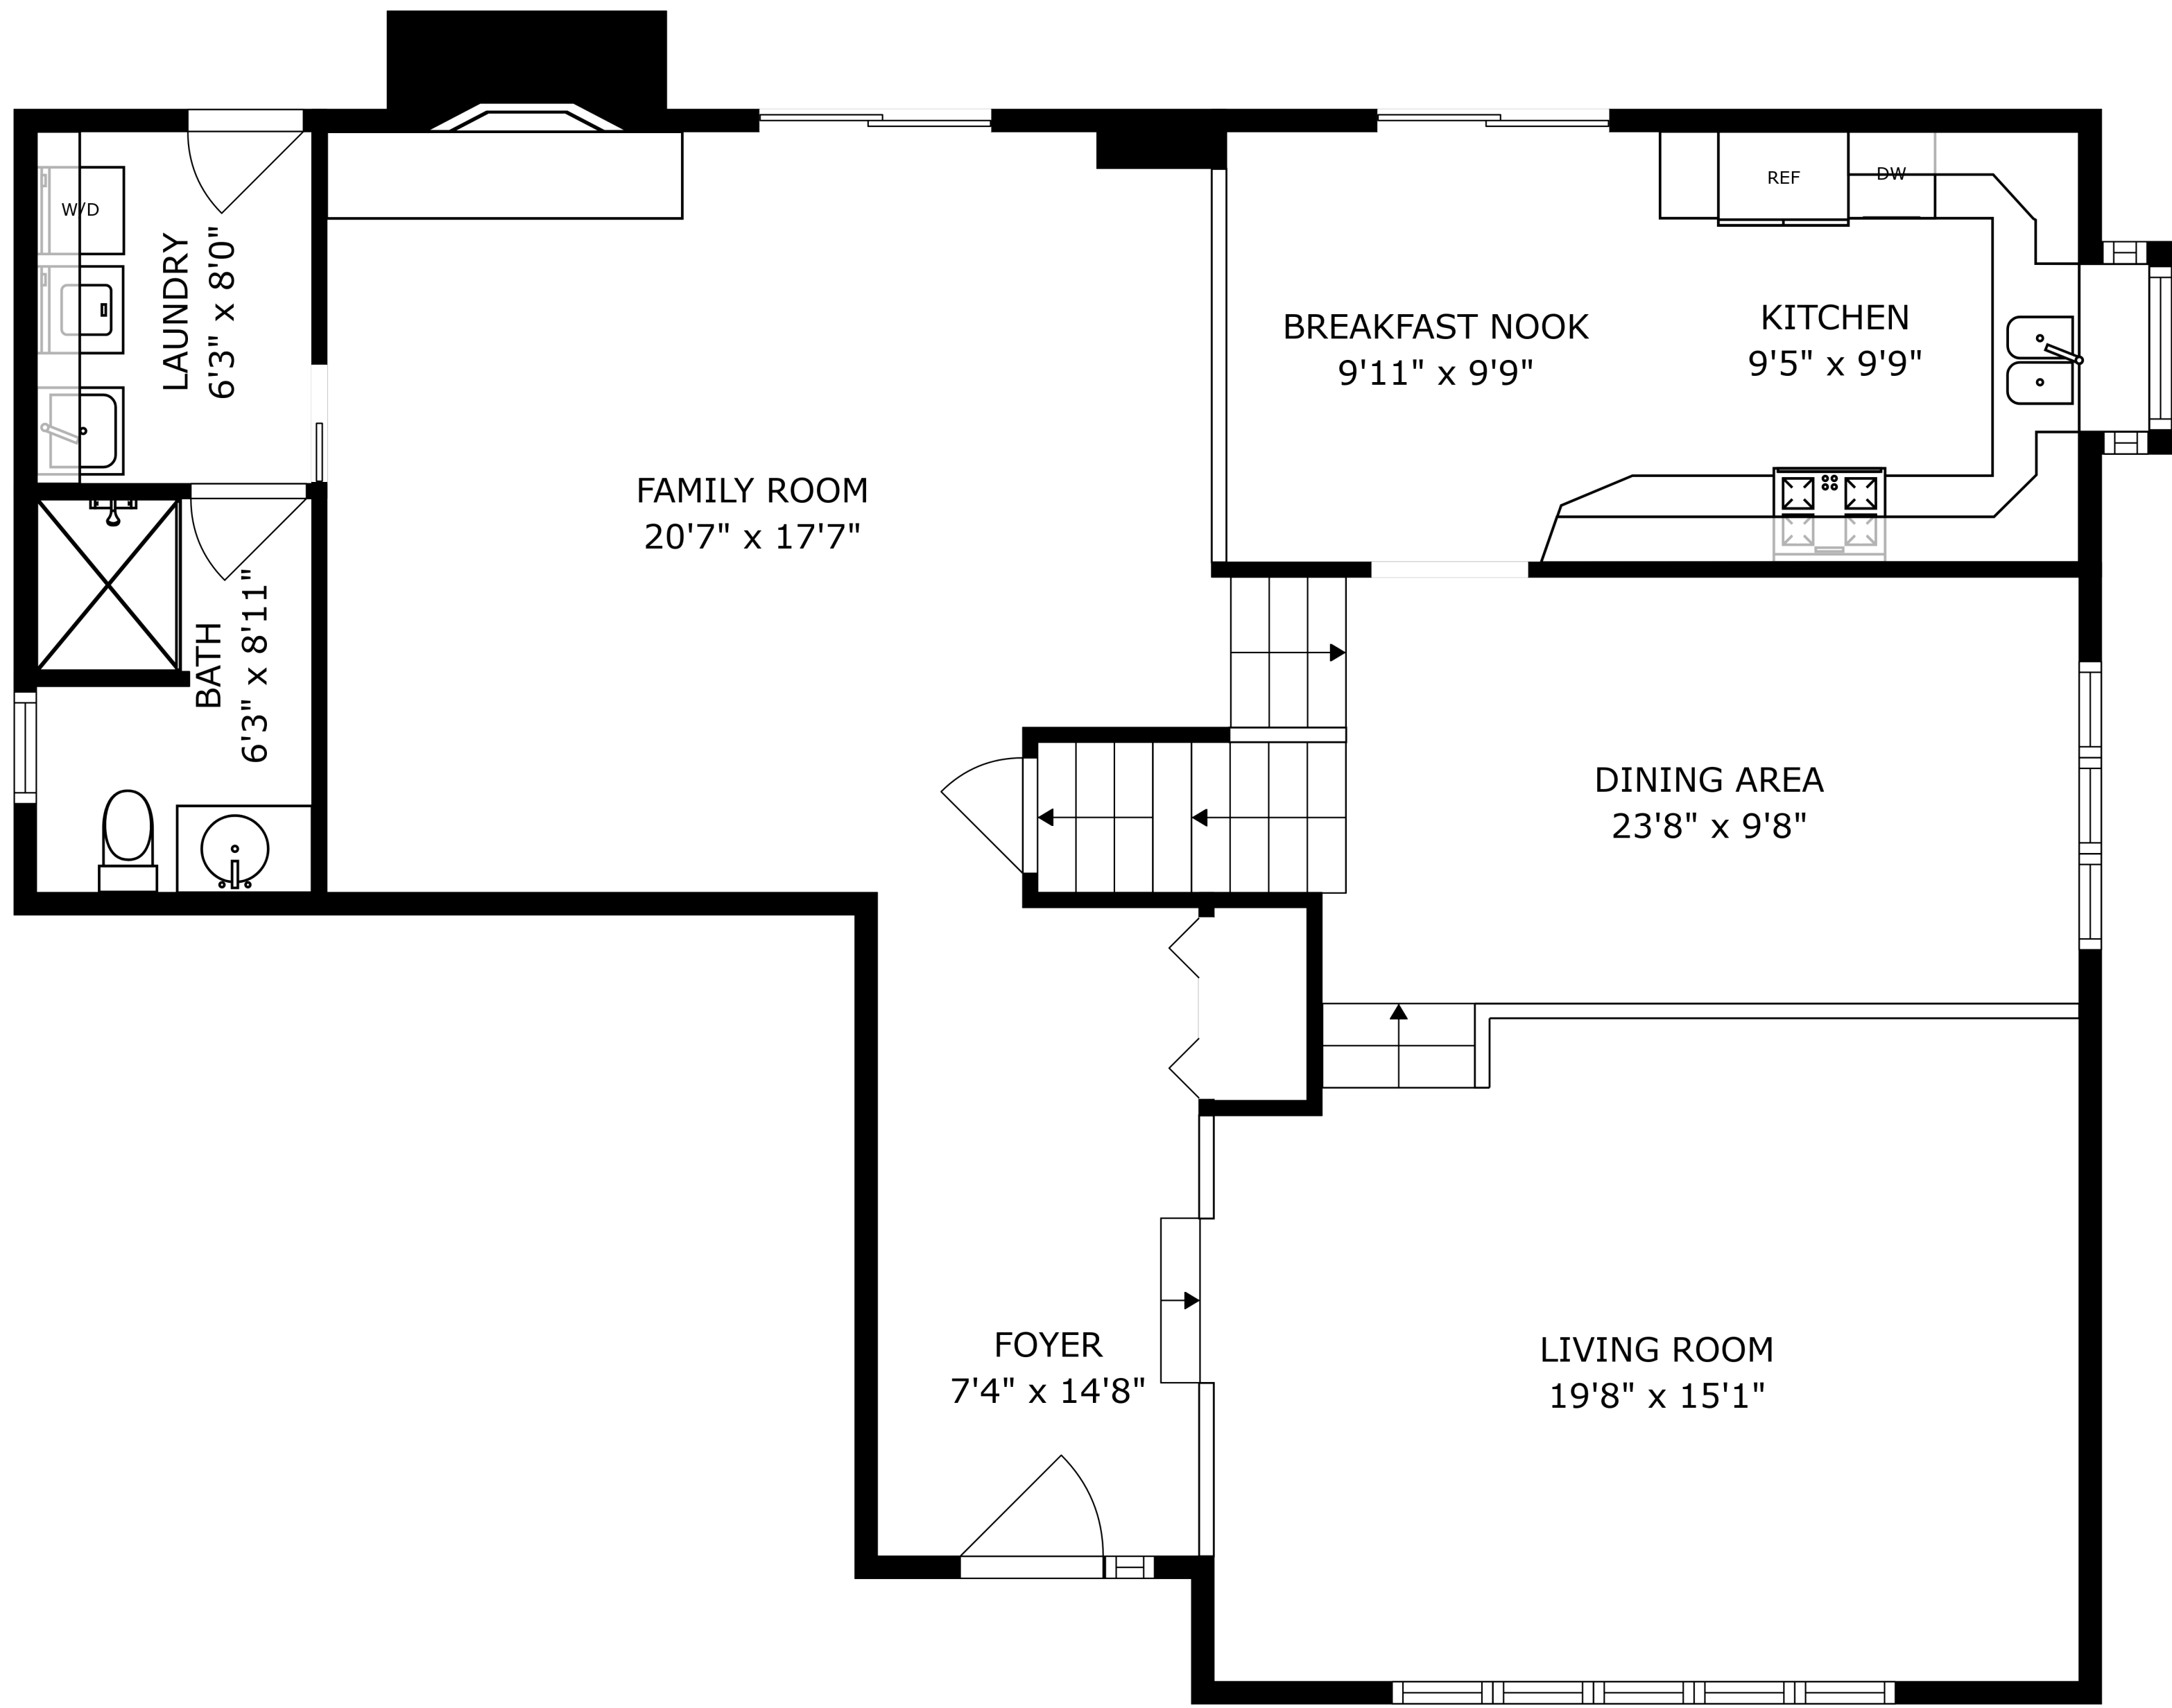 W/D
LAUNDRY
6'3" x 8'0"
REF
DW
BREAKFAST NOOK
9'11" x 9'9"
KITCHEN
9'5" x 9'9"
FAMILY ROOM
20'7" x 17'7"
BATH
6'3" x 8'11"
DINING AREA
23'8" x 9'8"
FOYER
7'4" x 14'8"
LIVING ROOM
19'8" x 15'1"